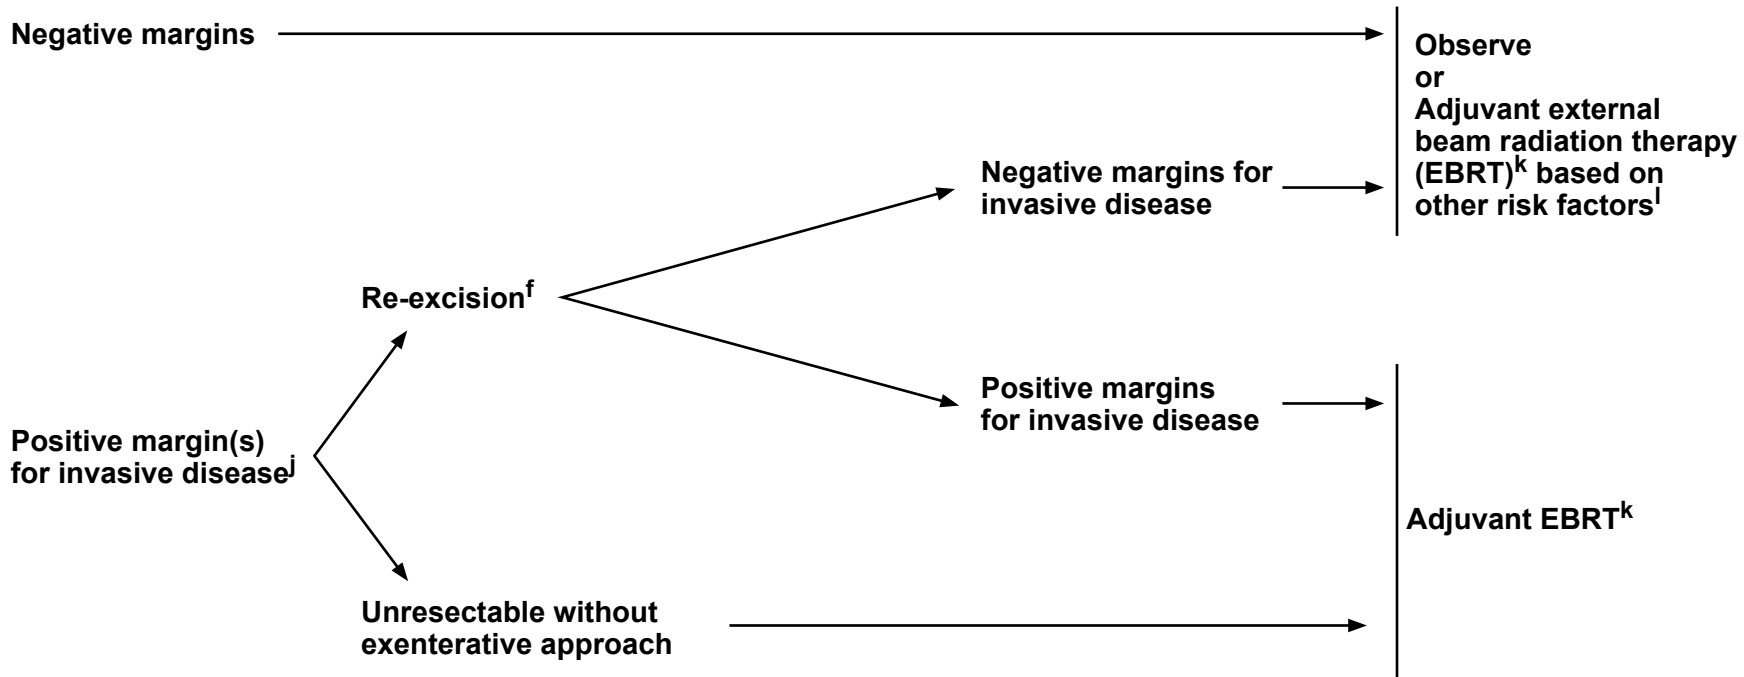 Negative margins
Observe
or
Adjuvant external
beam radiation therapy
(EBRT)k based on
other risk factorsl
Negative margins for
invasive disease
Re-excisionf
Positive margins
for invasive disease
Positive margin(s)
for invasive diseasej
Adjuvant EBRTk
Unresectable without
exenterative approach